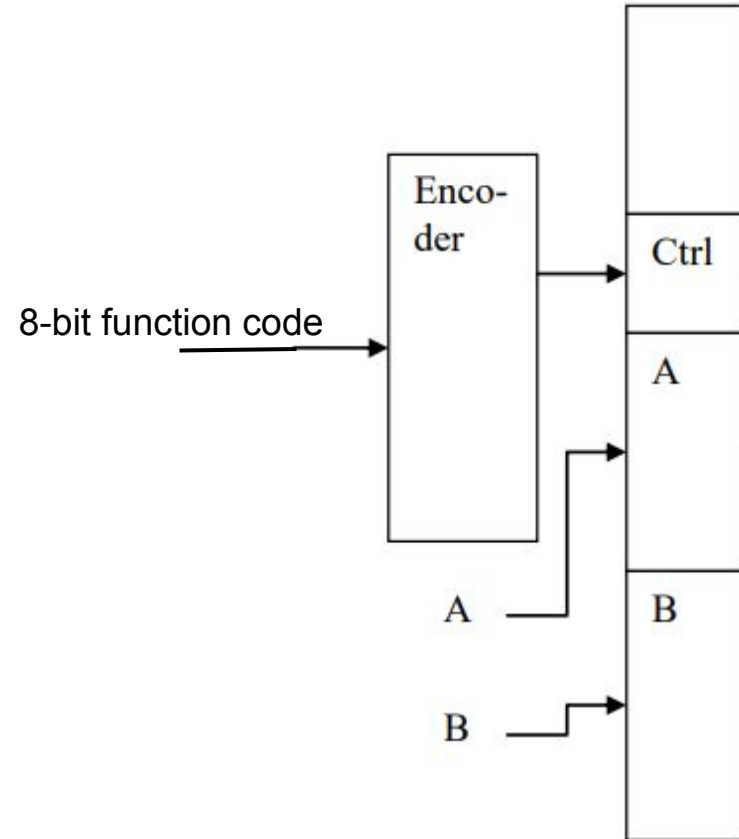 Enco-
der
Ctrl
8-bit function code
A
A
B
B